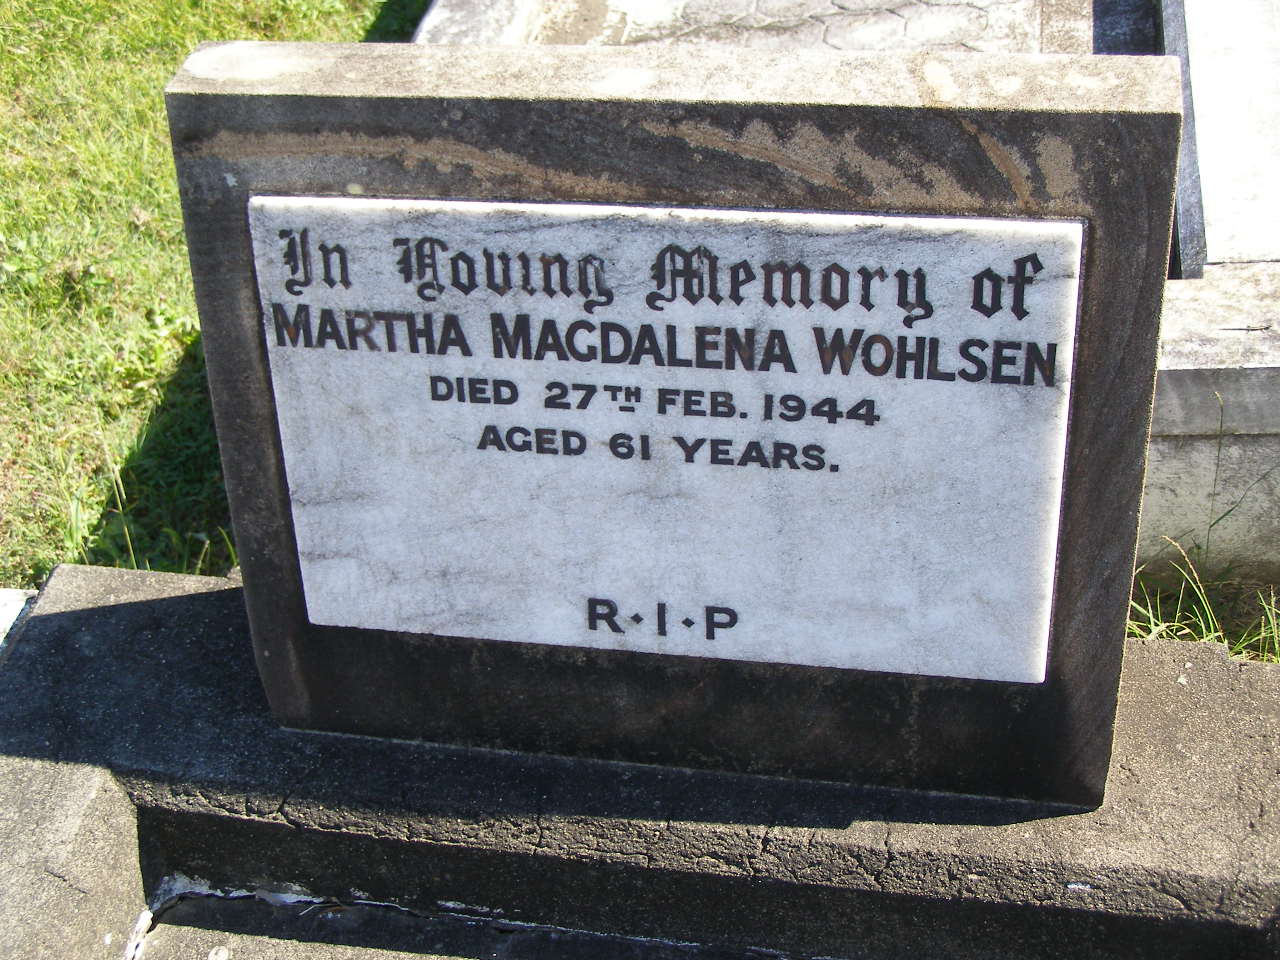 In Loving Memory of
MARTHA MAGDALENA WOHLSEN
DIED 27TH FEB. 1944
AGED 61 YEARS.
R·I·P